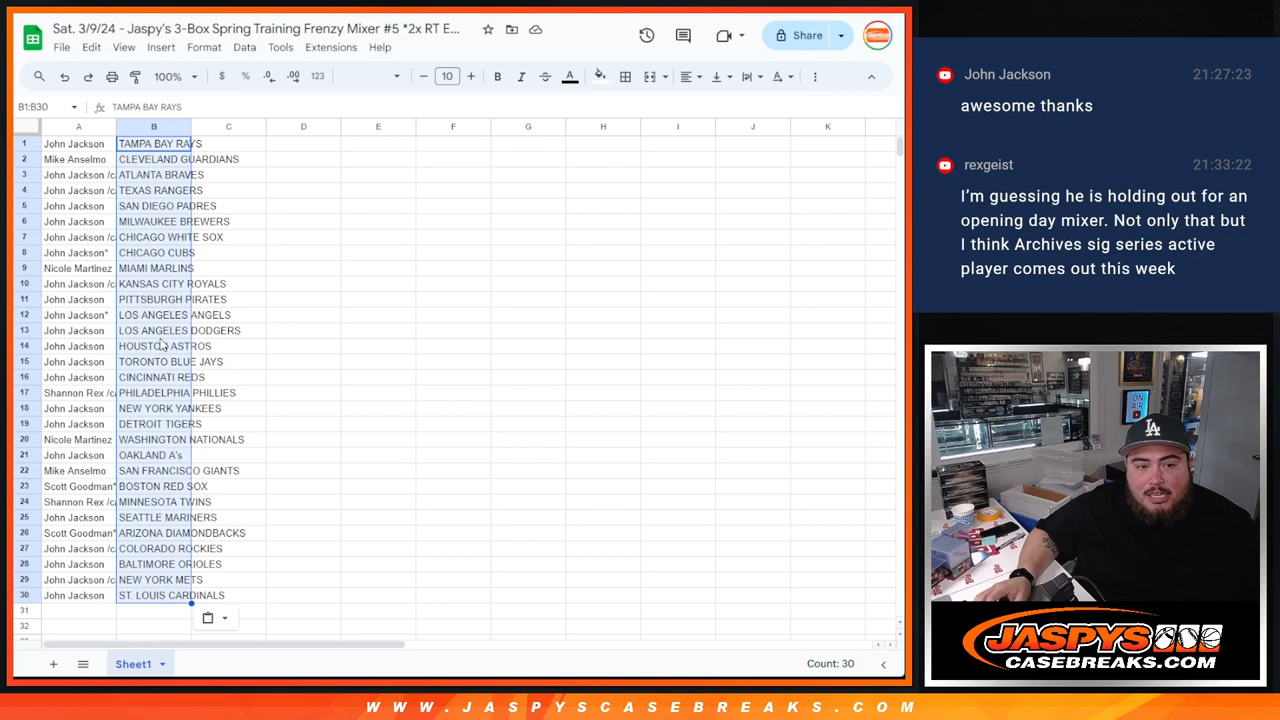 Sat. 3/9/24 - Jaspy's 3-Box Spring Training Frenzy Mixer #5 *2x RT E...
File Edit View Insert Format Data Tools Extensions Help
Share
100% $ % .0 .00 123 10 B I A
B1:B30 fx TAMPA BAY RAYS
A B C D E F G H I J K
1 John Jackson TAMPA BAY RAYS
2 Mike Anselmo CLEVELAND GUARDIANS
3 John Jackson /c ATLANTA BRAVES
4 John Jackson /c TEXAS RANGERS
5 John Jackson SAN DIEGO PADRES
6 John Jackson MILWAUKEE BREWERS
7 John Jackson /c CHICAGO WHITE SOX
8 John Jackson* CHICAGO CUBS
9 Nicole Martinez MIAMI MARLINS
10 John Jackson /c KANSAS CITY ROYALS
11 John Jackson PITTSBURGH PIRATES
12 John Jackson* LOS ANGELES ANGELS
13 John Jackson LOS ANGELES DODGERS
14 John Jackson HOUSTON ASTROS
15 John Jackson TORONTO BLUE JAYS
16 John Jackson CINCINNATI REDS
17 Shannon Rex /c PHILADELPHIA PHILLIES
18 John Jackson NEW YORK YANKEES
19 John Jackson DETROIT TIGERS
20 Nicole Martinez WASHINGTON NATIONALS
21 John Jackson OAKLAND A's
22 Mike Anselmo SAN FRANCISCO GIANTS
23 Scott Goodman* BOSTON RED SOX
24 Shannon Rex /c MINNESOTA TWINS
25 John Jackson SEATTLE MARINERS
26 Scott Goodman* ARIZONA DIAMONDBACKS
27 John Jackson /c COLORADO ROCKIES
28 John Jackson BALTIMORE ORIOLES
29 John Jackson /c NEW YORK METS
30 John Jackson ST. LOUIS CARDINALS
31
32
Sheet1
Count: 30
John Jackson 21:27:23
awesome thanks
rexgeist 21:33:22
I'm guessing he is holding out for an
opening day mixer. Not only that but
I think Archives sig series active
player comes out this week
ON
AIR
LA
JASPYS
CASEBREAKS.COM
WWW.JASPYSCASEBREAKS.COM